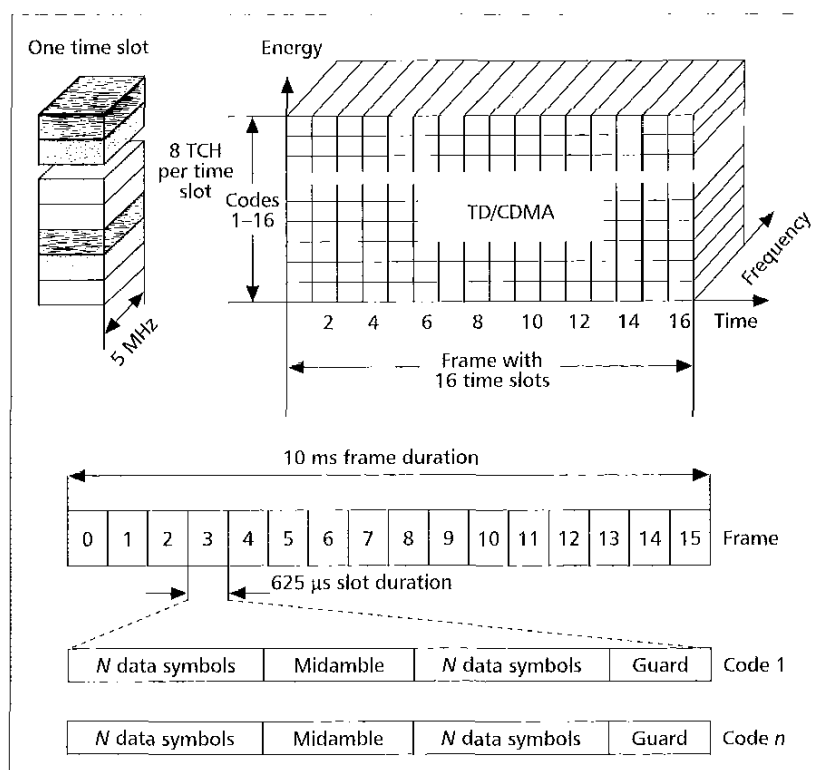 One time slot
Energy
8 TCH
per time
slot
Codes
1–16
TD/CDMA
Frequency
5 MHz
2 4 6 8 10 12 14 16 Time
Frame with
16 time slots
10 ms frame duration
0 1 2 3 4 5 6 7 8 9 10 11 12 13 14 15 Frame
625 μs slot duration
N data symbols Midamble N data symbols Guard Code 1
N data symbols Midamble N data symbols Guard Code n